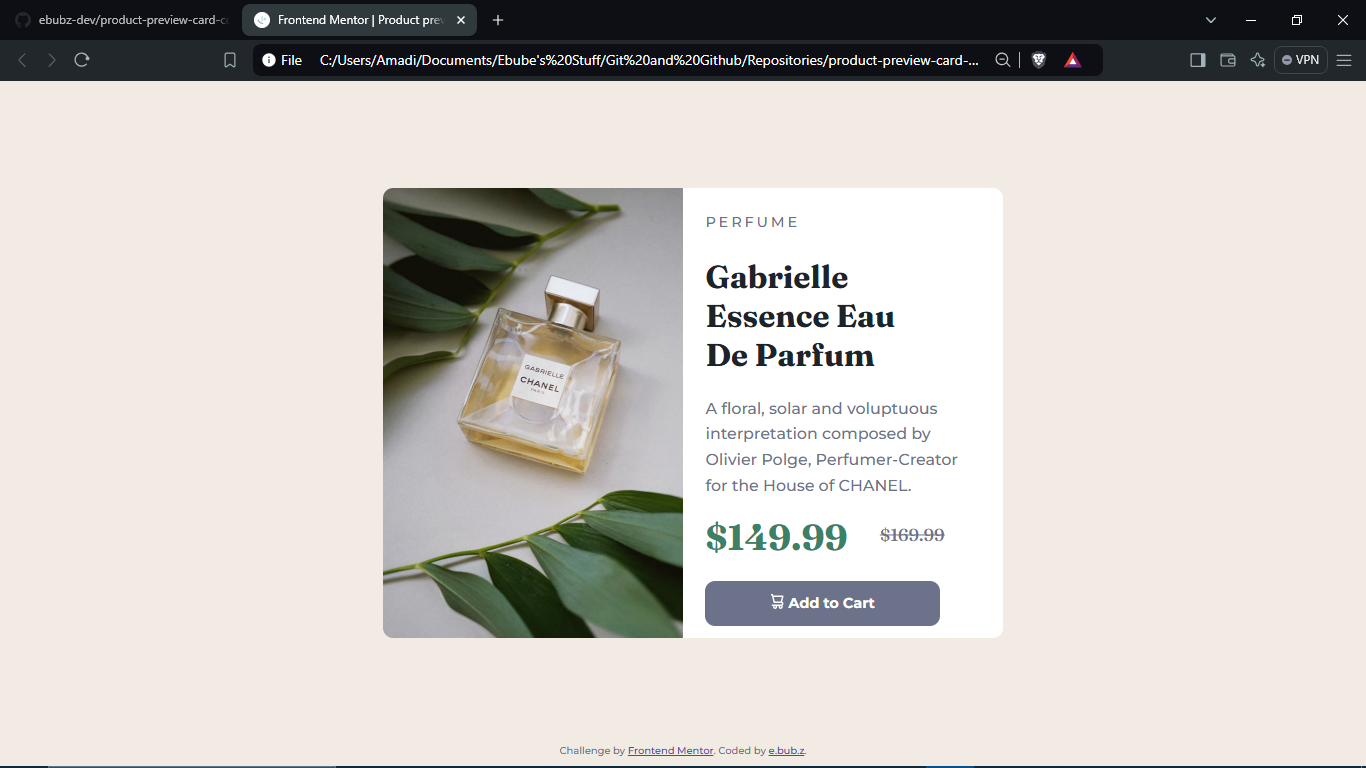 ebubz-dev/product-preview-card-c
Frontend Mentor | Product prev
File
C:/Users/Amadi/Documents/Ebube's%20Stuff/Git%20and%20Github/Repositories/product-preview-card-...
VPN
GABRIELLE
CHANEL
PARIS
PERFUME
Gabrielle
Essence Eau
De Parfum
A floral, solar and voluptuous
interpretation composed by
Olivier Polge, Perfumer-Creator
for the House of CHANEL.
$149.99 $169.99
Add to Cart
Challenge by Frontend Mentor. Coded by e.bub.z.